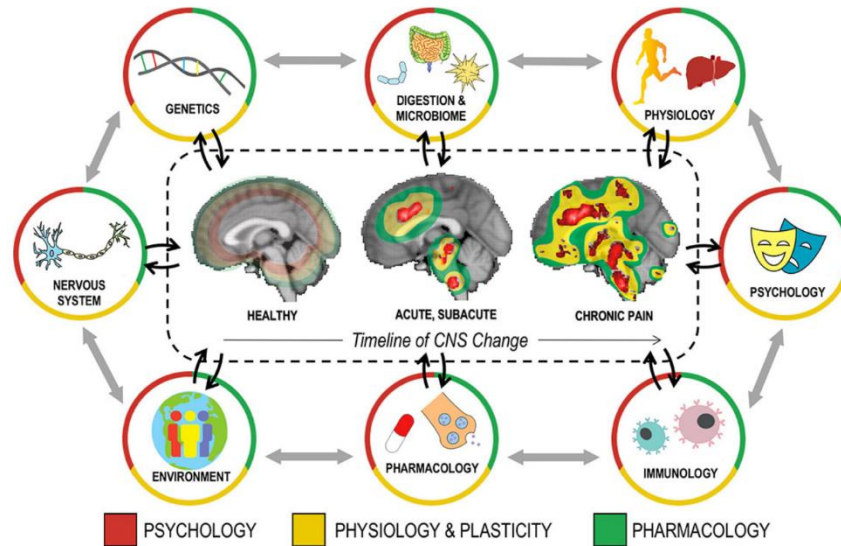 GENETICS
DIGESTION &
MICROBIOME
PHYSIOLOGY
NERVOUS
SYSTEM
HEALTHY
ACUTE, SUBACUTE
CHRONIC PAIN
PSYCHOLOGY
Timeline of CNS Change
ENVIRONMENT
PHARMACOLOGY
IMMUNOLOGY
PSYCHOLOGY
PHYSIOLOGY & PLASTICITY
PHARMACOLOGY